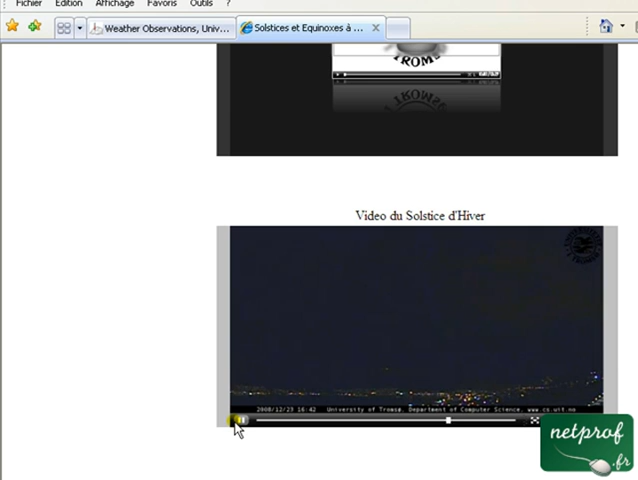 Fichier Edition Affichage Favoris Outils ?
Weather Observations, Univ...
Solstices et Equinoxes à ...
TROMS
Video du Solstice d'Hiver
2008/12/23 16:42 University of Tromsø, Department of Computer Science, www.cs.uit.no
netprof
.fr